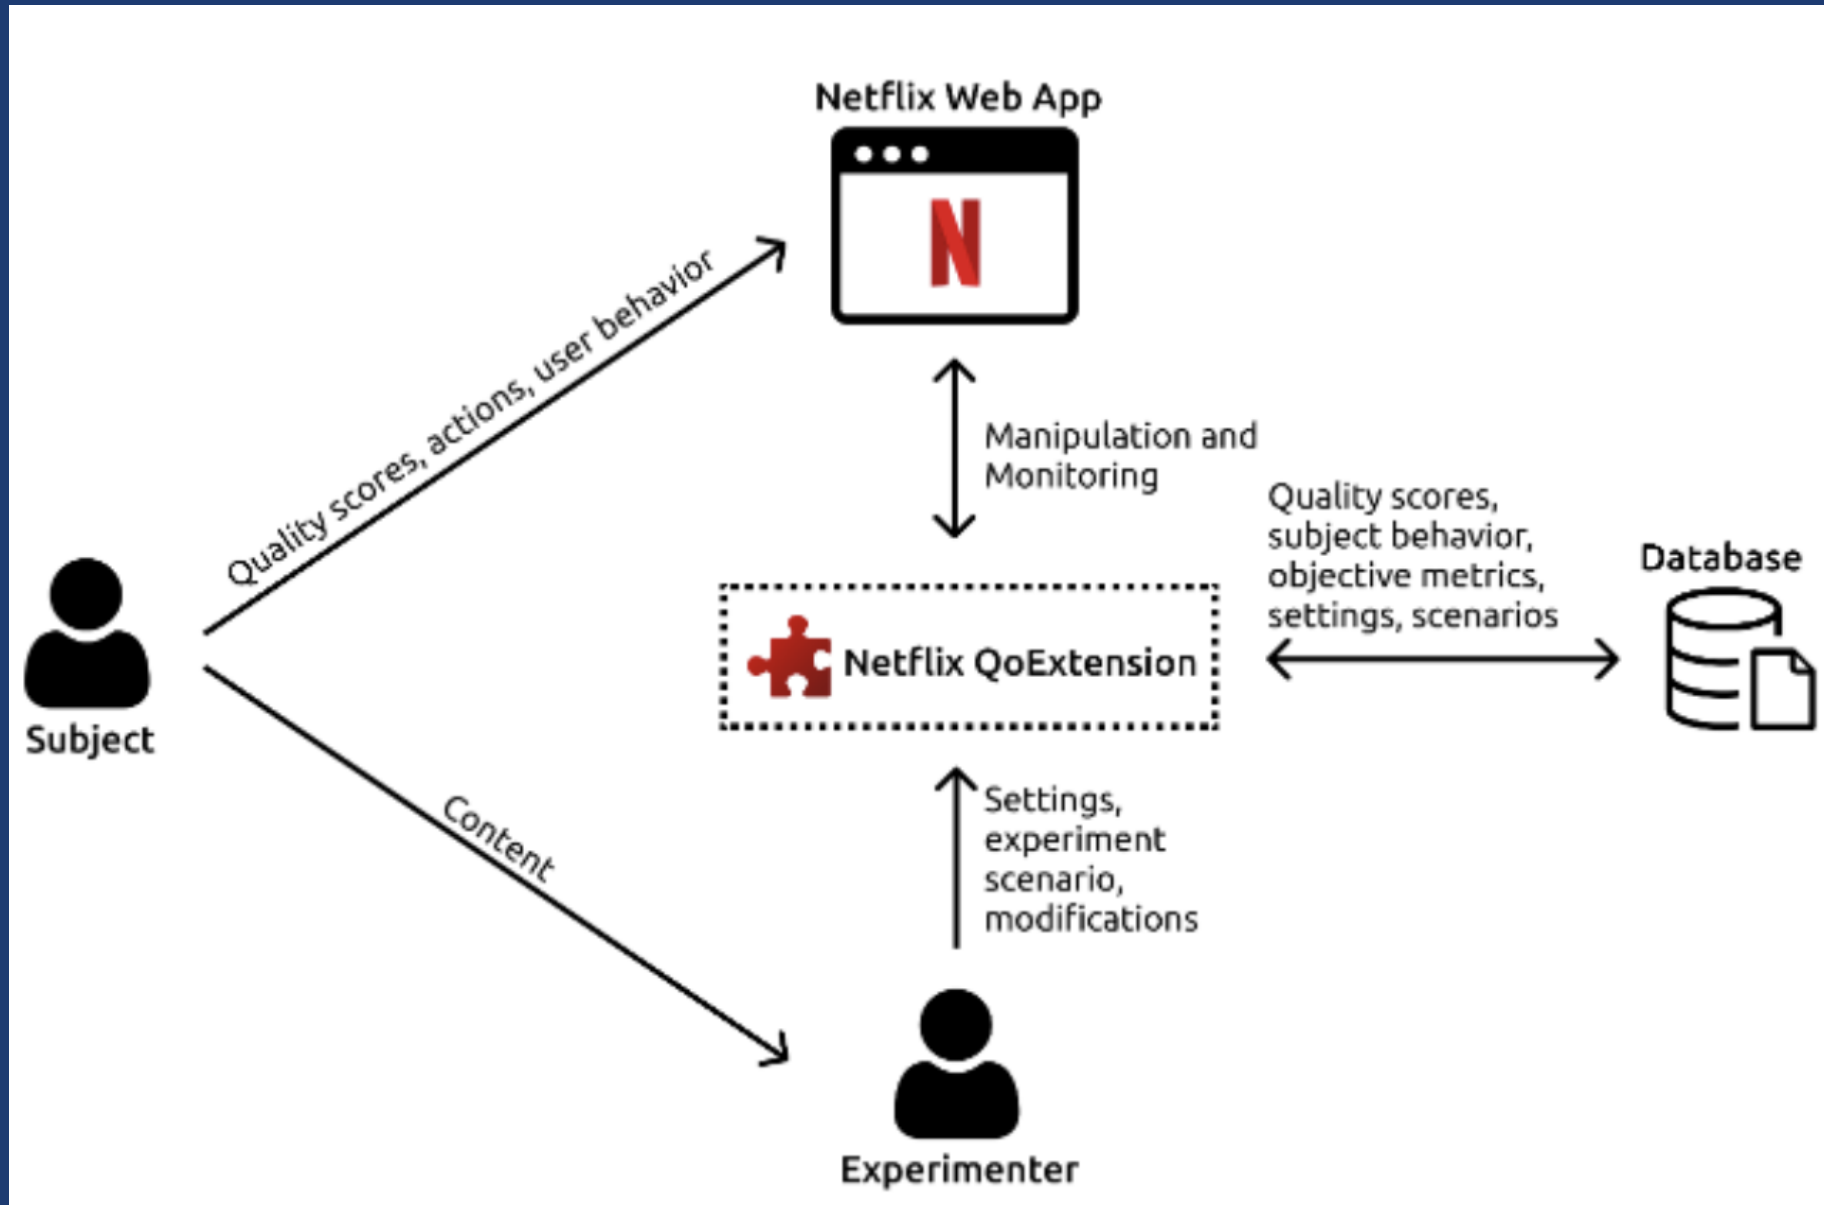 Netflix Web App
N
Quality scores, actions, user behavior
Manipulation and
Monitoring
Quality scores,
subject behavior,
objective metrics,
settings, scenarios
Database
Netflix QoExtension
Subject
Content
Settings,
experiment
scenario,
modifications
Experimenter